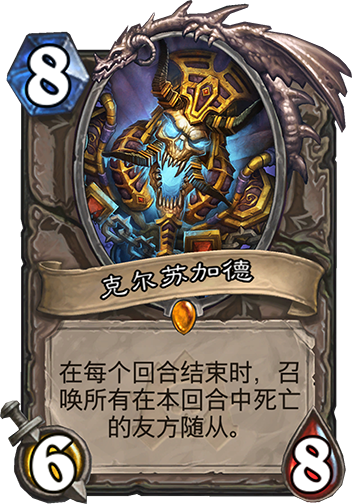 8
克尔苏加德
在每个回合结束时，召
唤所有在本回合中死亡
的友方随从。
6
8